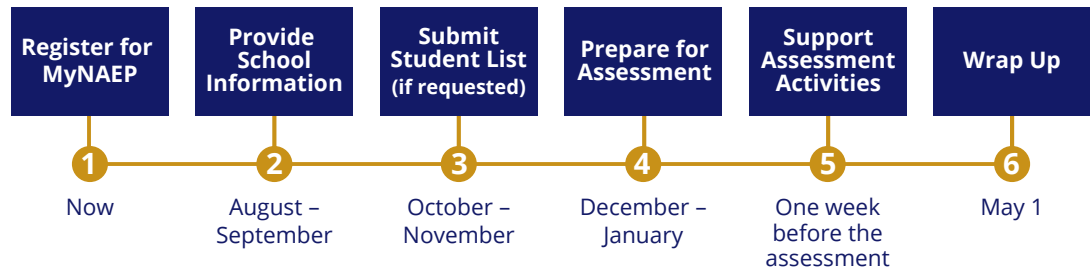 Register for
MyNAEP
Provide
School
Information
Submit
Student List
(if requested)
Prepare for
Assessment
Support
Assessment
Activities
Wrap Up
1
2
3
4
5
6
Now
August –
September
October –
November
December –
January
One week
before the
assessment
May 1